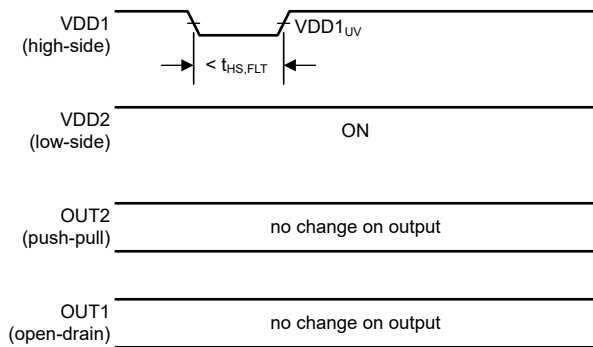 VDD1
(high-side)
VDD1UV
< tHS,FLT
VDD2
(low-side)
ON
OUT2
(push-pull)
no change on output
OUT1
(open-drain)
no change on output